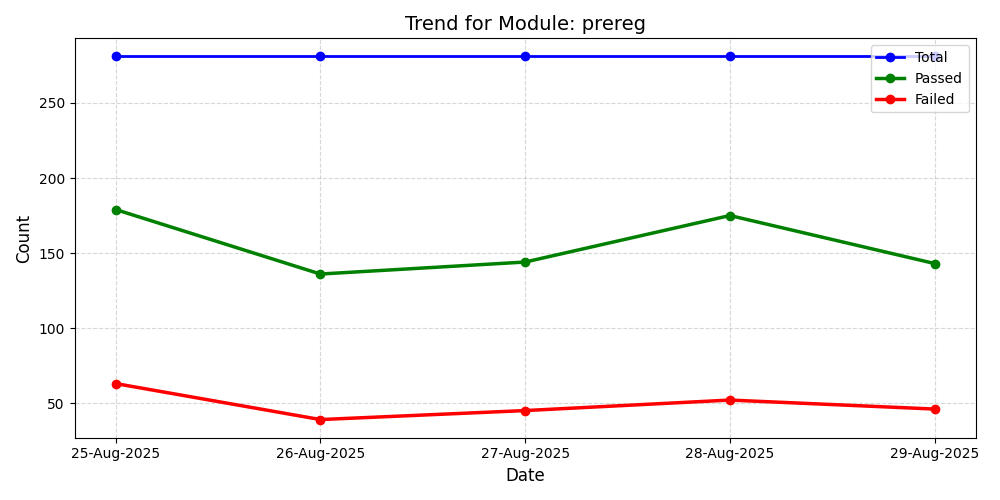 Trend for Module: prereg
Total
Passed
Failed
Count
250
200
150
100
50
25-Aug-2025 26-Aug-2025 27-Aug-2025 28-Aug-2025 29-Aug-2025
Date